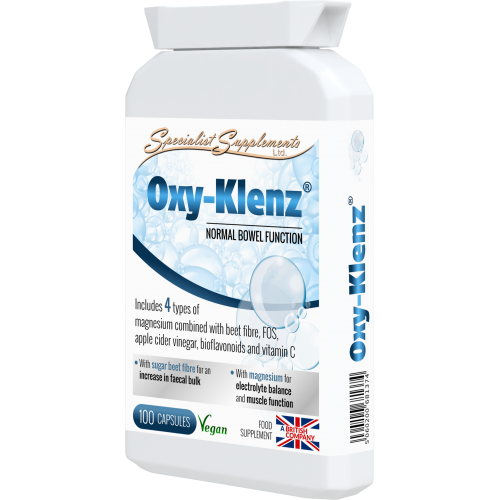 Specialist Supplements
Ltd.
Oxy-Klenz®
NORMAL BOWEL FUNCTION
Includes 4 types of
magnesium combined with beet fibre, FOS,
apple cider vinegar, bioflavonoids and vitamin C
• With sugar beet fibre for an
increase in faecal bulk
• With magnesium for
electrolyte balance
and muscle function
100 CAPSULES
Vegan
FOOD
SUPPLEMENT
A BRITISH
COMPANY
Oxy-Klenz®
5060200681374